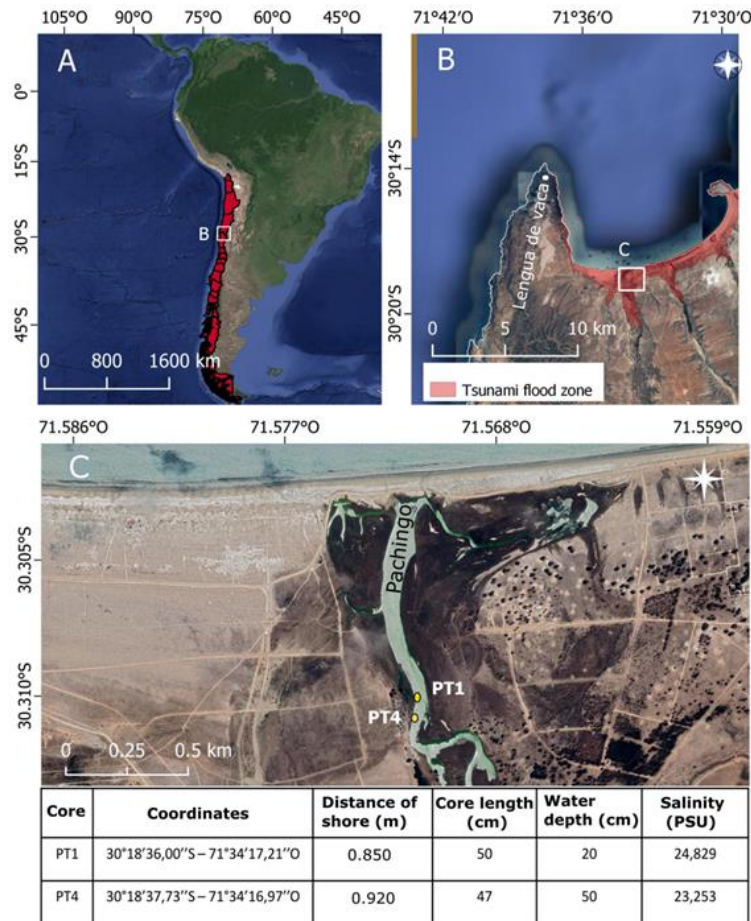 105°O 90°O 75°O 60°O 45°O
71°42′O 71°36′O 71°30′O
A
0°
15°S
30°S
45°S
B
0 800 1600 km
B
30°14′S
30°20′S
Lengua de vaca
C
0 5 10 km
Tsunami flood zone
71.586°O 71.577°O 71.568°O 71.559°O
C
30.305°S
30.310°S
Pachingo
PT1
PT4
0 0.25 0.5 km
Core Coordinates Distance of shore (m) Core length (cm) Water depth (cm) Salinity (PSU)
PT1 30°18′36,00′′S – 71°34′17,21′′O 0.850 50 20 24,829
PT4 30°18′37,73′′S – 71°34′16,97′′O 0.920 47 50 23,253